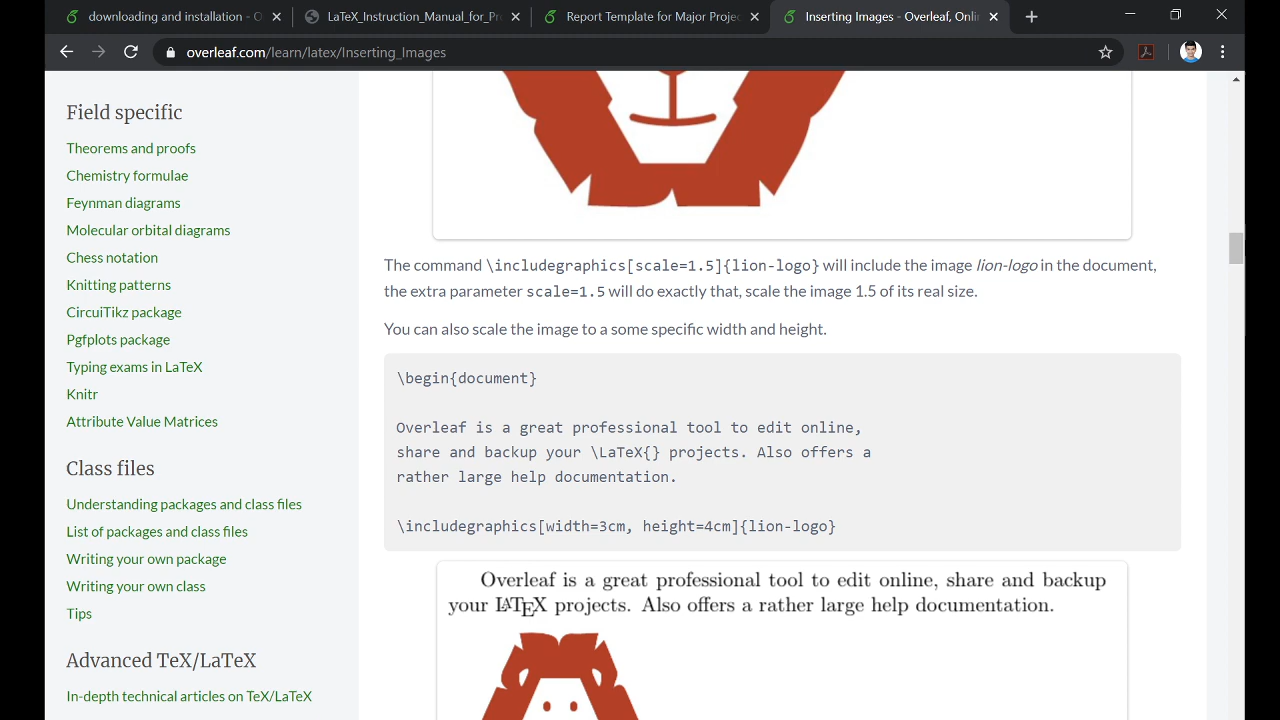 downloading and installation - O
LaTeX_Instruction_Manual_for_Pr
Report Template for Major Projec
Inserting Images - Overleaf, Onli
overleaf.com/learn/latex/Inserting_Images
Field specific
Theorems and proofs
Chemistry formulae
Feynman diagrams
Molecular orbital diagrams
Chess notation
Knitting patterns
CircuiTikz package
Pgfplots package
Typing exams in LaTeX
Knitr
Attribute Value Matrices
Class files
Understanding packages and class files
List of packages and class files
Writing your own package
Writing your own class
Tips
Advanced TeX/LaTeX
In-depth technical articles on TeX/LaTeX
The command \includegraphics[scale=1.5]{lion-logo} will include the image lion-logo in the document,
the extra parameter scale=1.5 will do exactly that, scale the image 1.5 of its real size.
You can also scale the image to a some specific width and height.
\begin{document}
Overleaf is a great professional tool to edit online,
share and backup your \LaTeX{} projects. Also offers a
rather large help documentation.
\includegraphics[width=3cm, height=4cm]{lion-logo}
Overleaf is a great professional tool to edit online, share and backup
your LATEX projects. Also offers a rather large help documentation.